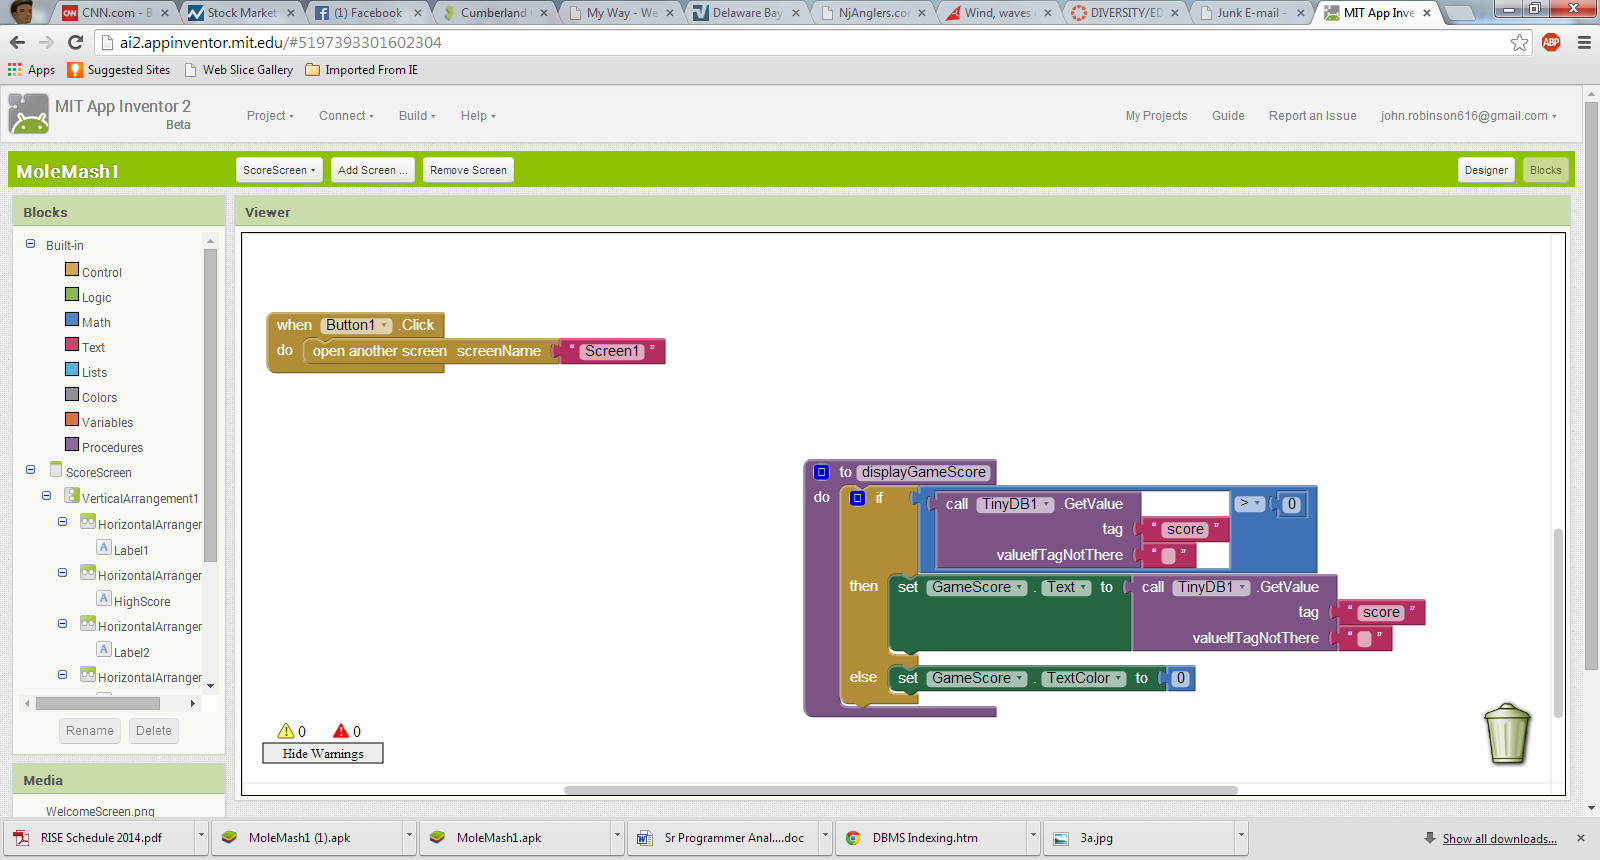 CNN.com - B
Stock Market
(1) Facebook
Cumberland
My Way - We
Delaware Bay
NjAnglers.co
Wind, waves
DIVERSITY/ED
Junk E-mail -
MIT App Inve
ai2.appinventor.mit.edu/#5197393301602304
ABP
Apps Suggested Sites Web Slice Gallery Imported From IE
MIT App Inventor 2
Beta
Project Connect Build Help
My Projects Guide Report an Issue john.robinson616@gmail.com
MoleMash1
ScoreScreen Add Screen ... Remove Screen
Designer Blocks
Blocks
Built-in
Control
Logic
Math
Text
Lists
Colors
Variables
Procedures
ScoreScreen
VerticalArrangement1
HorizontalArranger
A Label1
HorizontalArranger
A HighScore
HorizontalArranger
A Label2
HorizontalArranger
Rename Delete
Media
WelcomeScreen.png
Viewer
when Button1 .Click
do open another screen screenName " Screen1 "
to displayGameScore
do if call TinyDB1 .GetValue > 0
tag " score "
valueIfTagNotThere " "
then set GameScore . Text to call TinyDB1 .GetValue
tag " score "
valueIfTagNotThere " "
else set GameScore . TextColor to 0
0 0
Hide Warnings
RISE Schedule 2014.pdf
MoleMash1 (1).apk
MoleMash1.apk
Sr Programmer Anal....doc
DBMS Indexing.htm
3a.jpg
Show all downloads...